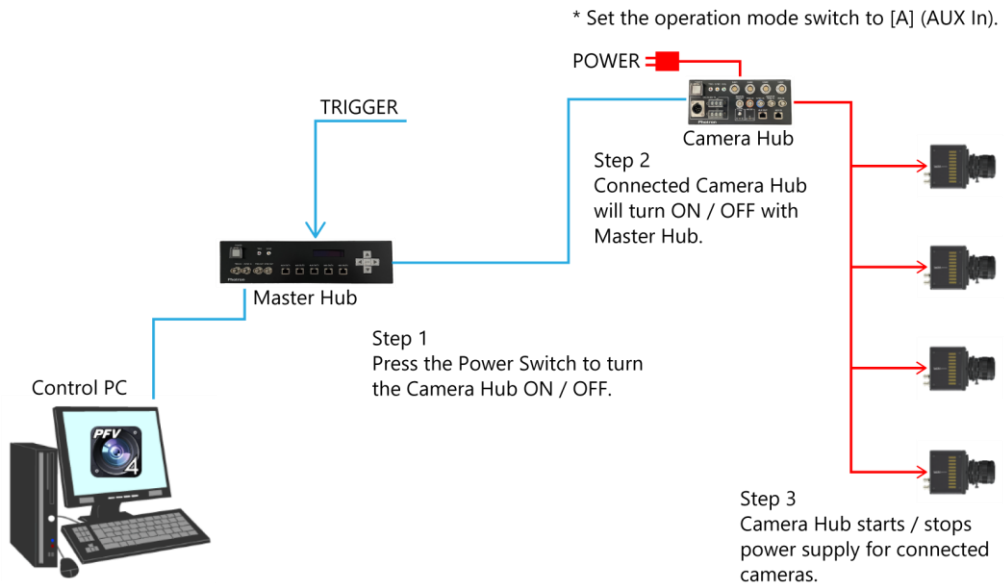 * Set the operation mode switch to [A] (AUX In).
POWER
TRIGGER
Camera Hub
Step 2
Connected Camera Hub
will turn ON / OFF with
Master Hub.
Master Hub
Step 1
Press the Power Switch to turn
the Camera Hub ON / OFF.
Control PC
PFV
4
Step 3
Camera Hub starts / stops
power supply for connected
cameras.